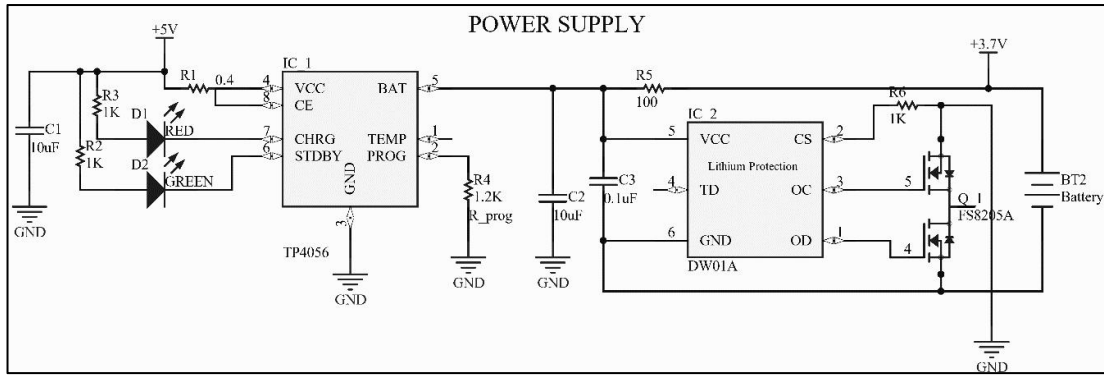 POWER SUPPLY
+5V
+3.7V
R1
0.4
IC_1
4
VCC
8
CE
BAT
5
R5
100
R3
1K
D1
RED
7
CHRG
TEMP
1
C1
10uF
R2
1K
D2
GREEN
6
STDBY
PROG
2
GND
3
TP4056
R4
1.2K
R_prog
GND
GND
GND
C2
10uF
GND
C3
0.1uF
IC_2
5
VCC
CS
2
R6
1K
Lithium Protection
4
TD
OC
3
5
6
GND
OD
1
4
DW01A
Q_1
FS8205A
BT2
Battery
GND